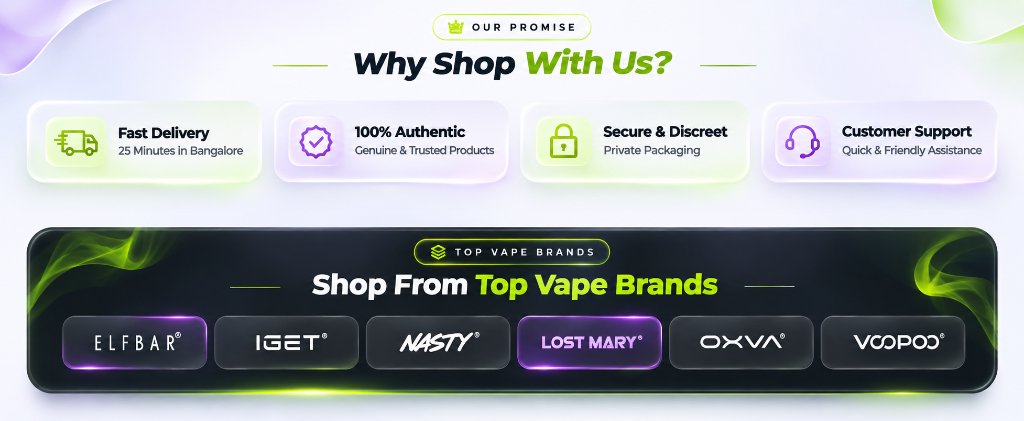 OUR PROMISE
Why Shop With Us?
Fast Delivery
25 Minutes in Bangalore
100% Authentic
Genuine & Trusted Products
Secure & Discreet
Private Packaging
Customer Support
Quick & Friendly Assistance
TOP VAPE BRANDS
Shop From Top Vape Brands
ELFBAR®
IGET®
NASTY®
LOST MARY®
OXVA®
VOOPOO®